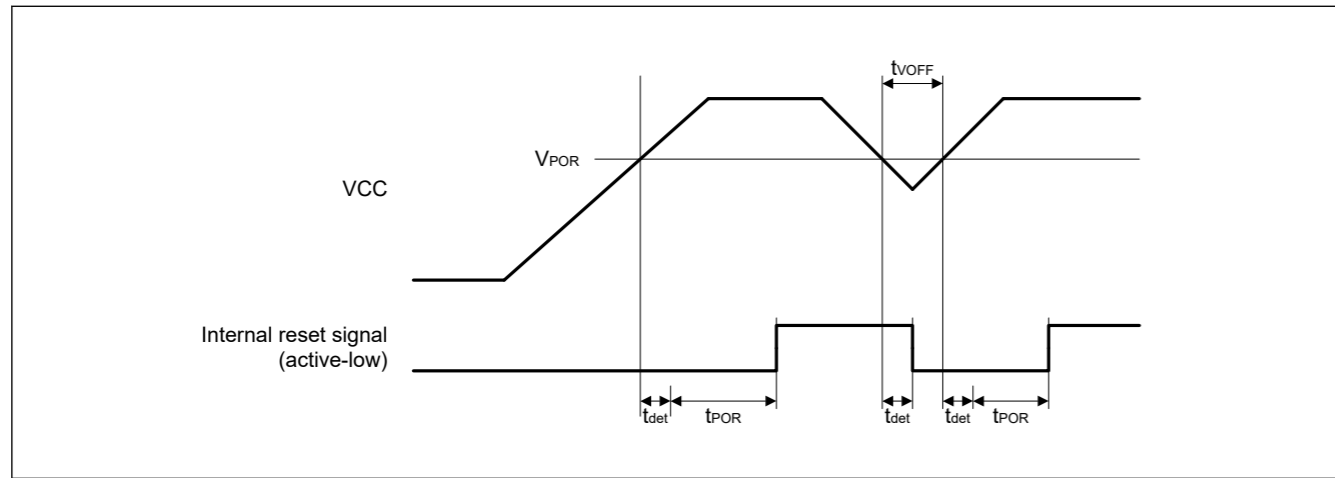 tVOFF
VPOR
VCC
Internal reset signal
(active-low)
tdet
tPOR
tdet
tdet
tPOR